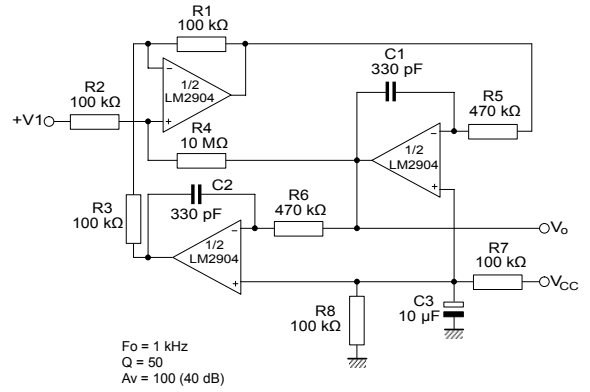 R1
100 kΩ
C1
330 pF
R2
100 kΩ
−
1/2
LM2904
+
R5
470 kΩ
+V1
R4
10 MΩ
−
1/2
LM2904
+
C2
330 pF
R6
470 kΩ
R3
100 kΩ
−
1/2
LM2904
+
Vo
R7
100 kΩ
VCC
R8
100 kΩ
C3
10 µF
Fo = 1 kHz
Q = 50
Av = 100 (40 dB)